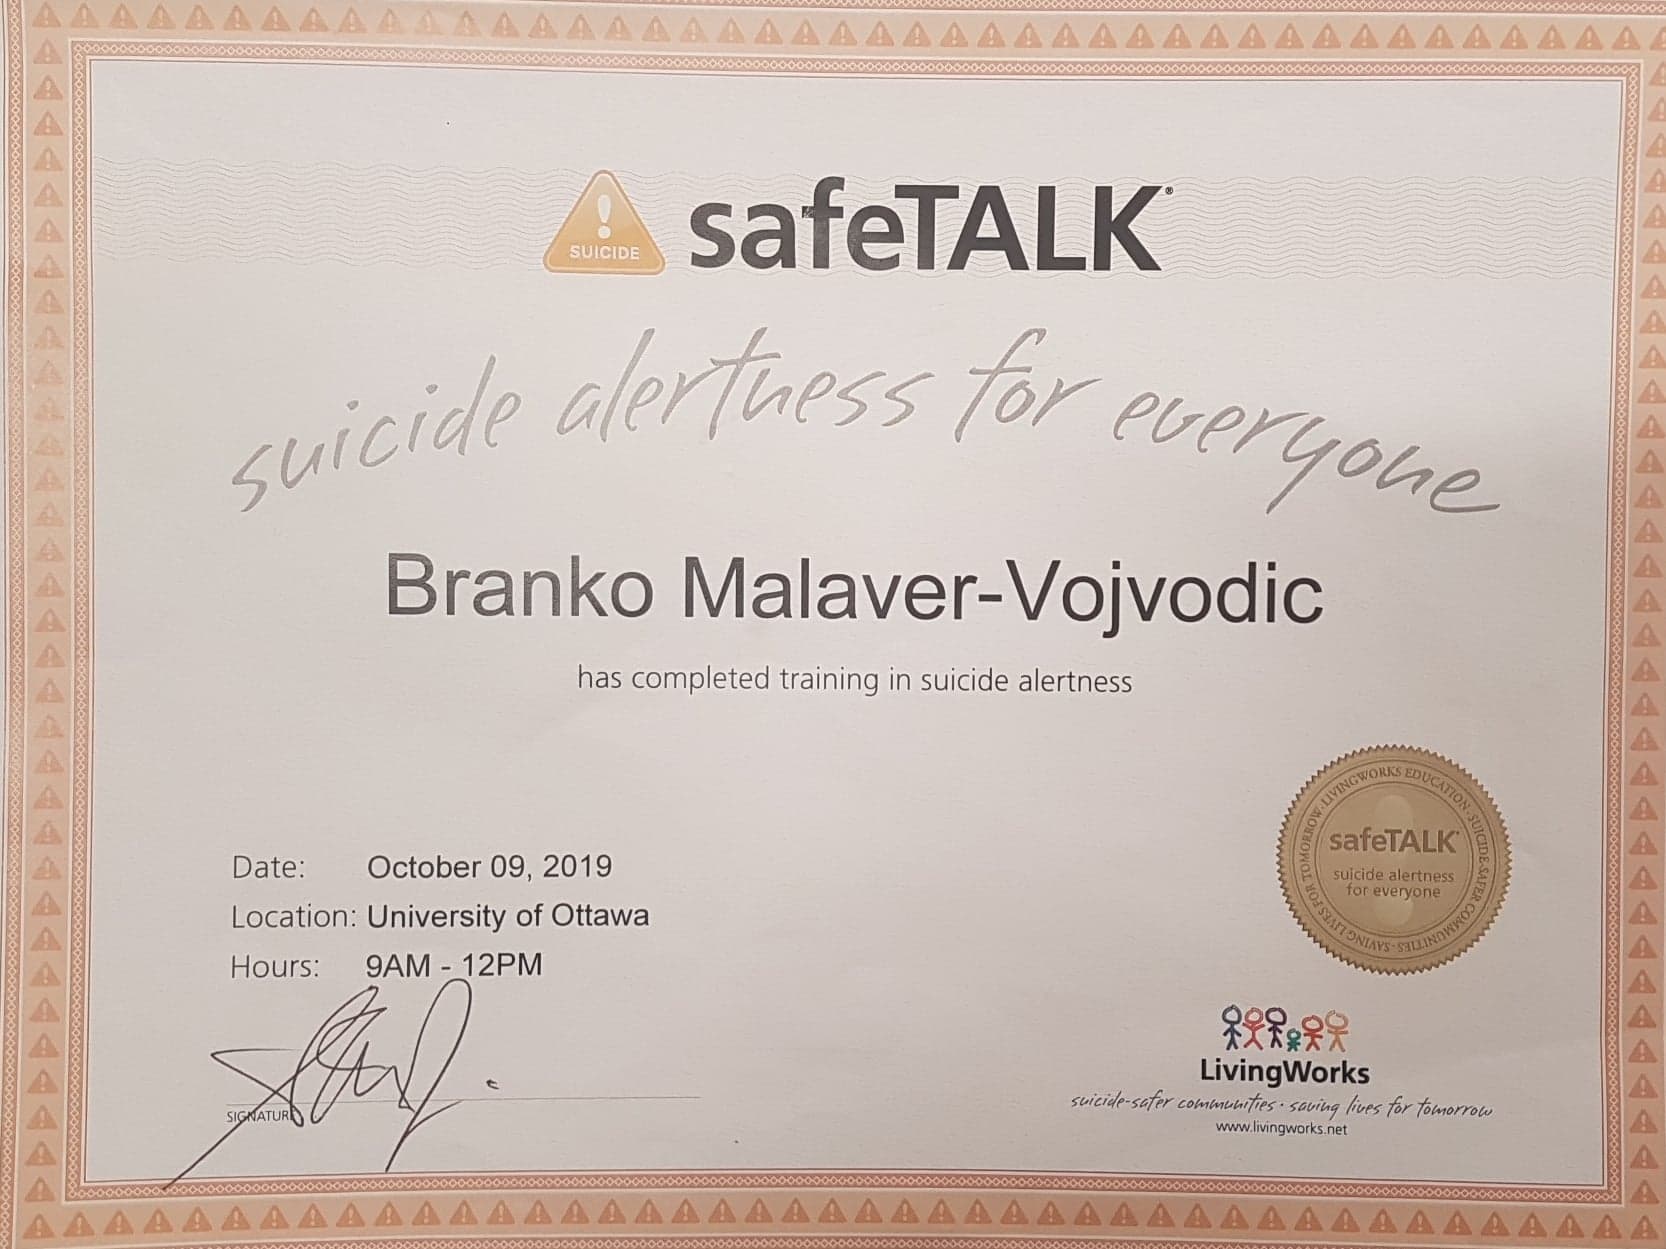 SUICIDE
safeTALK®
suicide alertness for everyone
Branko Malaver-Vojvodic
has completed training in suicide alertness
Date: October 09, 2019
Location: University of Ottawa
Hours: 9AM - 12PM
SIGNATURE
LIVINGWORKS EDUCATION · SUICIDE-SAFER COMMUNITIES · SAVING LIVES FOR TOMORROW ·
safeTALK
suicide alertness
for everyone
LivingWorks
suicide-safer communities · saving lives for tomorrow
www.livingworks.net